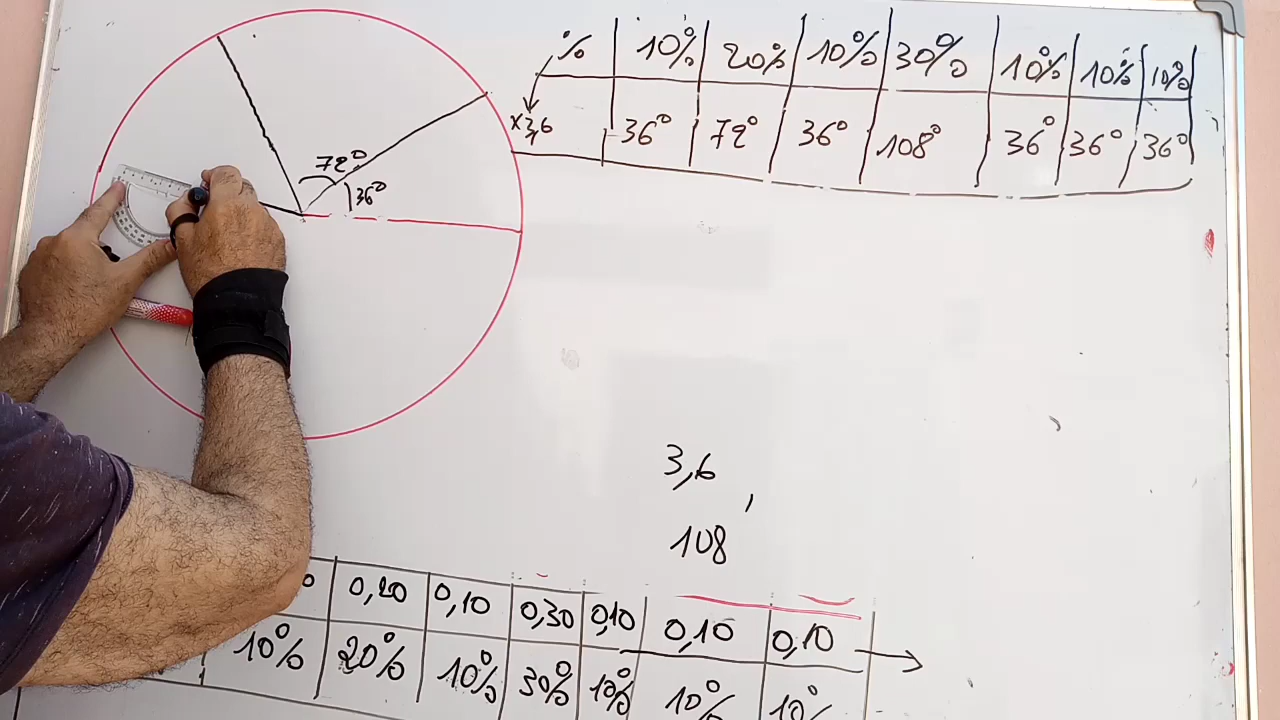 % 10% 20% 10% 30% 10% 10% 10%
x3,6 36° 72° 36° 108° 36° 36° 36°
72°
36°
3,6
,
108
0,20 0,10 0,30 0,10 0,10 0,10
10% 20% 10% 30% 10% 10% 10%